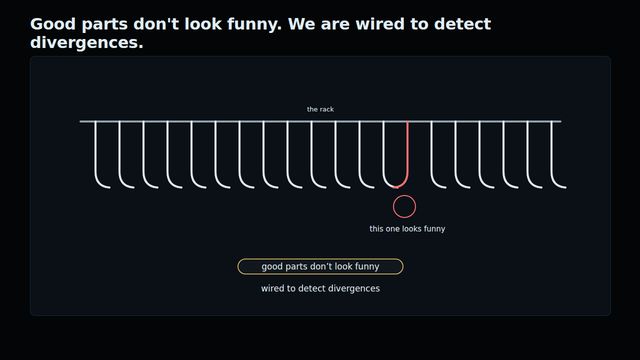 Good parts don't look funny. We are wired to detect
divergences.
the rack
this one looks funny
good parts don’t look funny
wired to detect divergences